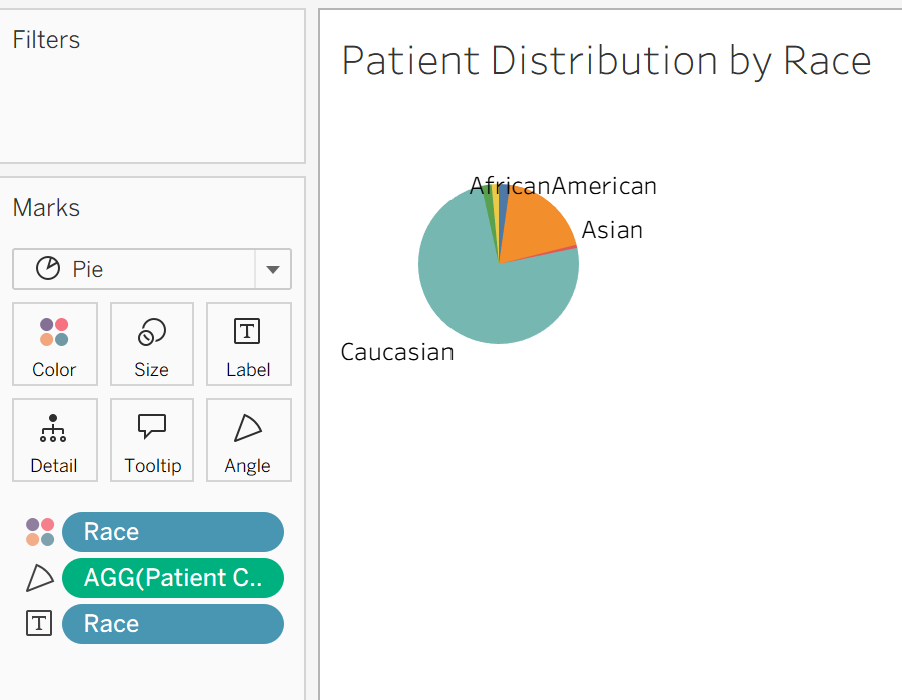 Filters
Marks
Pie
Color
Size
T
Label
Detail
Tooltip
Angle
Race
AGG(Patient C..
T
Race
Patient Distribution by Race
AfricanAmerican
Asian
Caucasian